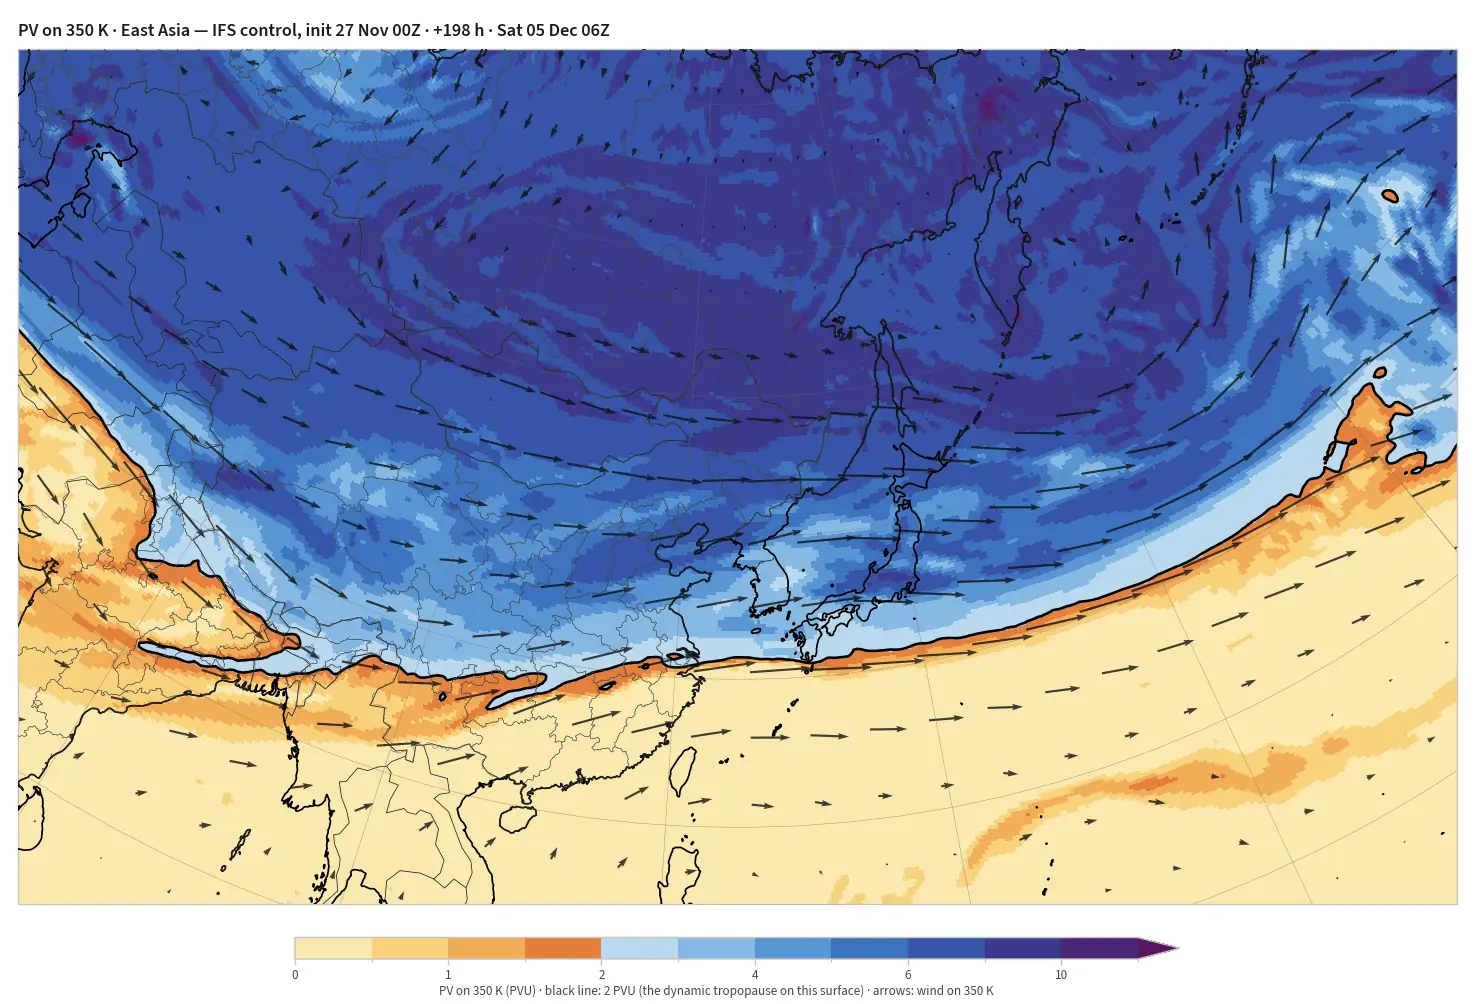 PV on 350 K · East Asia — IFS control, init 27 Nov 00Z · +198 h · Sat 05 Dec 06Z
0 1 2 4 6 10
PV on 350 K (PVU) · black line: 2 PVU (the dynamic tropopause on this surface) · arrows: wind on 350 K